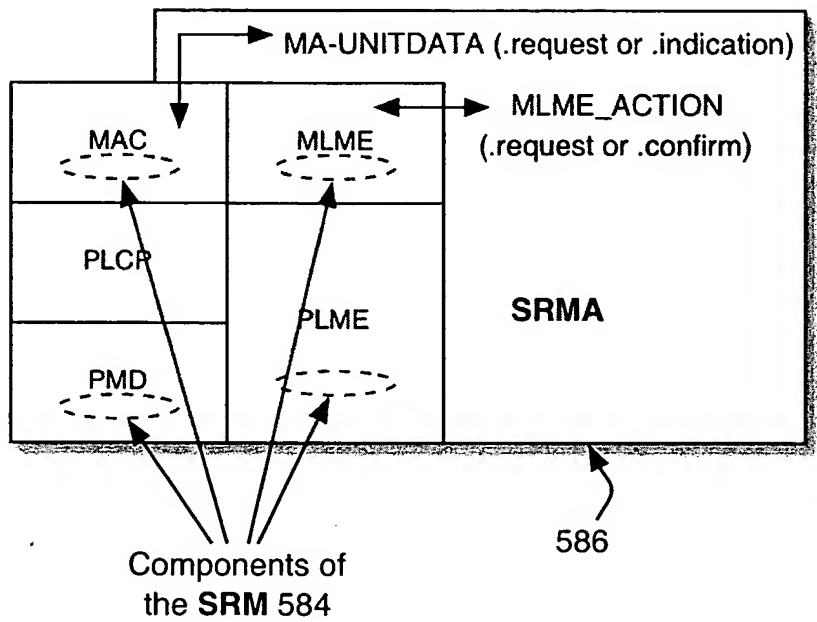 MA-UNITDATA (.request or .indication)
MAC
MLME
MLME_ACTION
(.request or .confirm)
PLCP
PLME
SRMA
PMD
586
Components of
the SRM 584